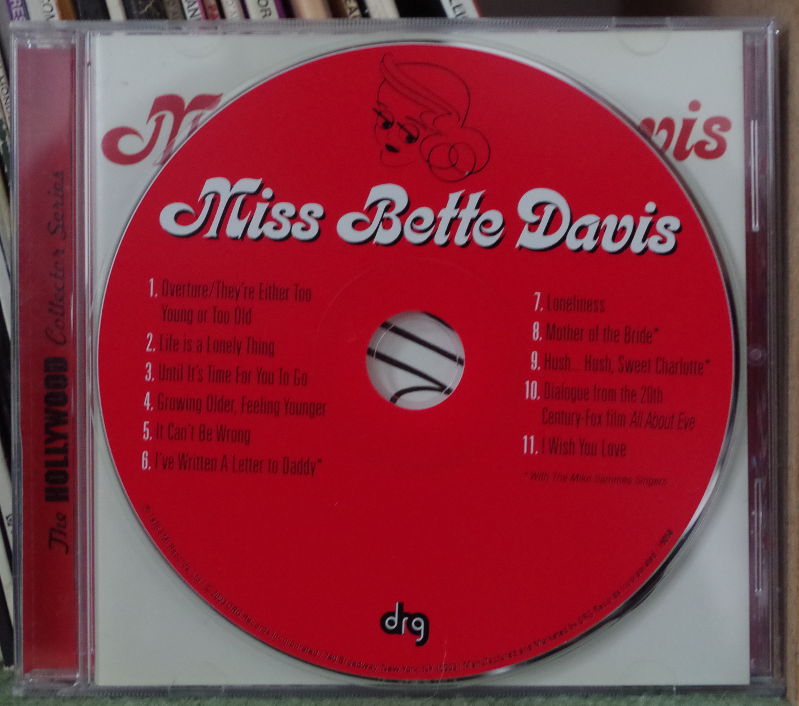 Miss Bette Davis
vis
The HOLLYWOOD Collector Series
1. Overture/They're Either Too
Young or Too Old
2. Life is a Lonely Thing
3. Until It's Time For You To Go
4. Growing Older, Feeling Younger
5. It Can't Be Wrong
6. I've Written A Letter to Daddy*
7. Loneliness
8. Mother of the Bride*
9. Hush... Hush, Sweet Charlotte*
10. Dialogue from the 20th
Century-Fox film All About Eve
11. I Wish You Love
*With The Mike Sammes Singers
drg